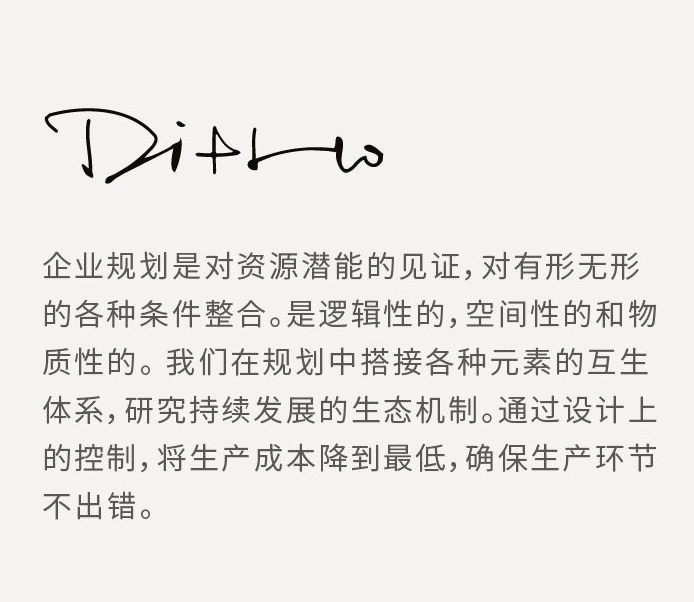 企业规划是对资源潜能的见证，对有形无形
的各种条件整合。是逻辑性的，空间性的和物
质性的。我们在规划中搭接各种元素的互生
体系，研究持续发展的生态机制。通过设计上
的控制，将生产成本降到最低，确保生产环节
不出错。